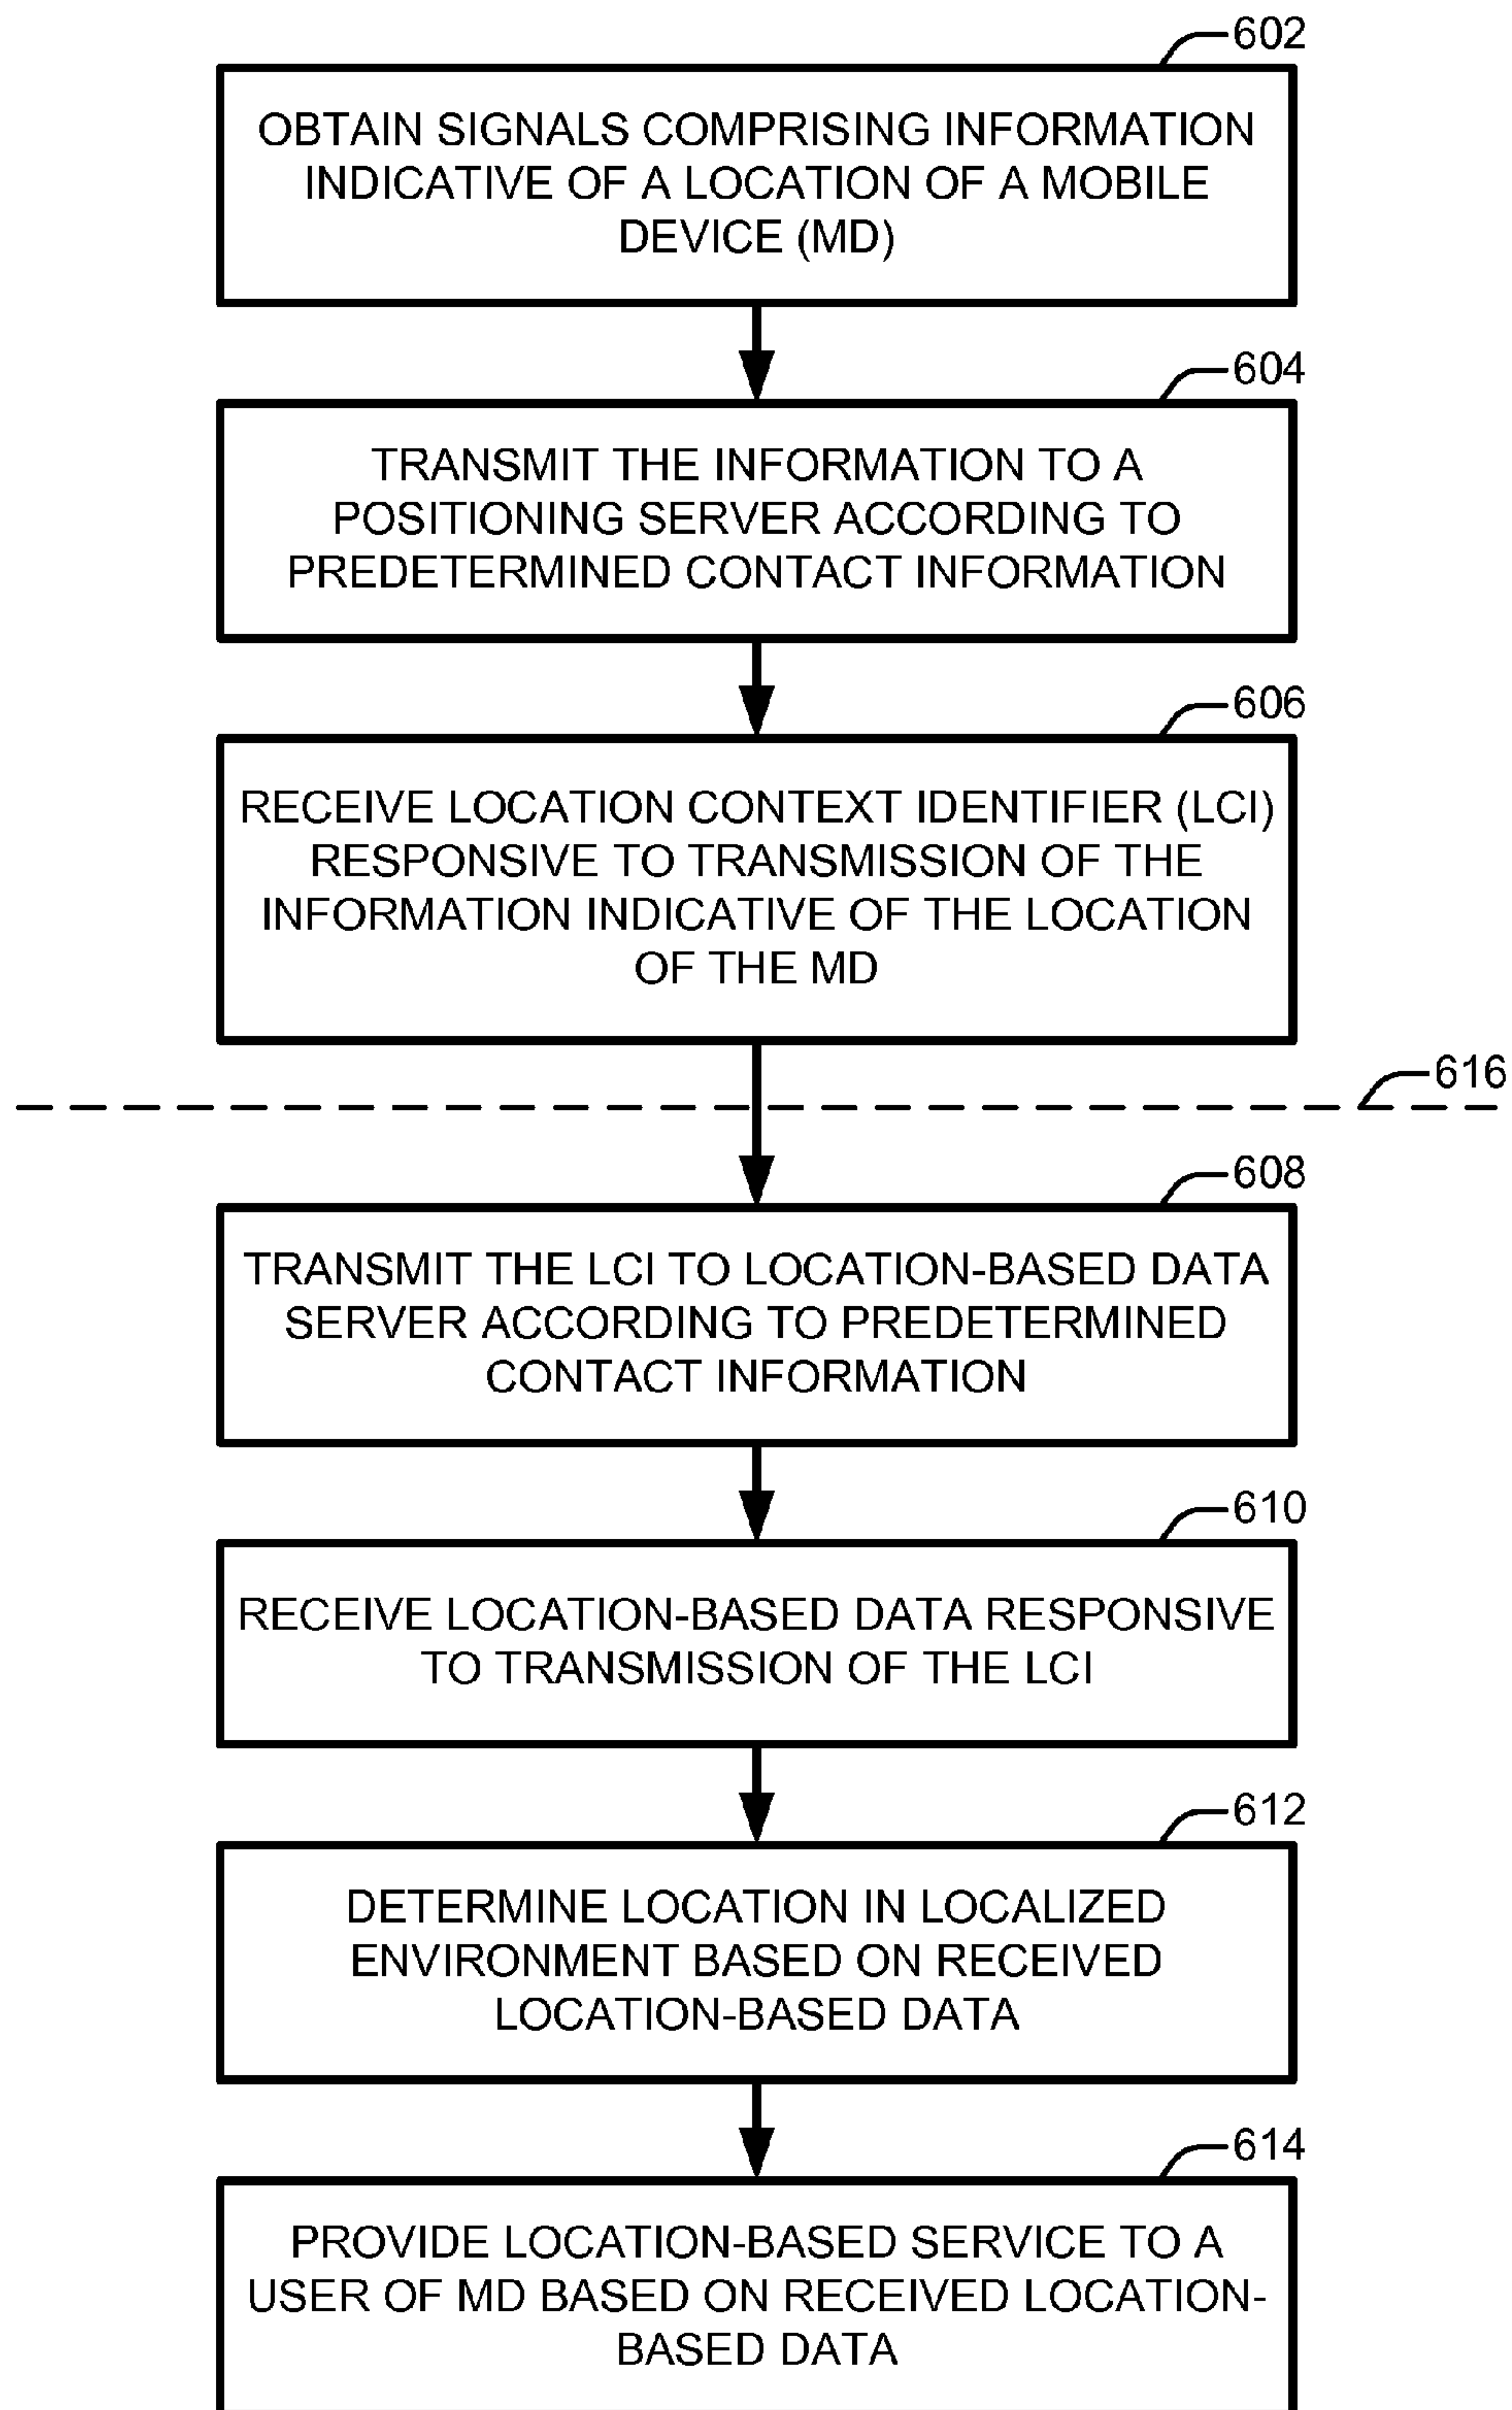 602
OBTAIN SIGNALS COMPRISING INFORMATION
INDICATIVE OF A LOCATION OF A MOBILE
DEVICE (MD)
604
TRANSMIT THE INFORMATION TO A
POSITIONING SERVER ACCORDING TO
PREDETERMINED CONTACT INFORMATION
606
RECEIVE LOCATION CONTEXT IDENTIFIER (LCI)
RESPONSIVE TO TRANSMISSION OF THE
INFORMATION INDICATIVE OF THE LOCATION
OF THE MD
616
608
TRANSMIT THE LCI TO LOCATION-BASED DATA
SERVER ACCORDING TO PREDETERMINED
CONTACT INFORMATION
610
RECEIVE LOCATION-BASED DATA RESPONSIVE
TO TRANSMISSION OF THE LCI
612
DETERMINE LOCATION IN LOCALIZED
ENVIRONMENT BASED ON RECEIVED
LOCATION-BASED DATA
614
PROVIDE LOCATION-BASED SERVICE TO A
USER OF MD BASED ON RECEIVED LOCATION-
BASED DATA